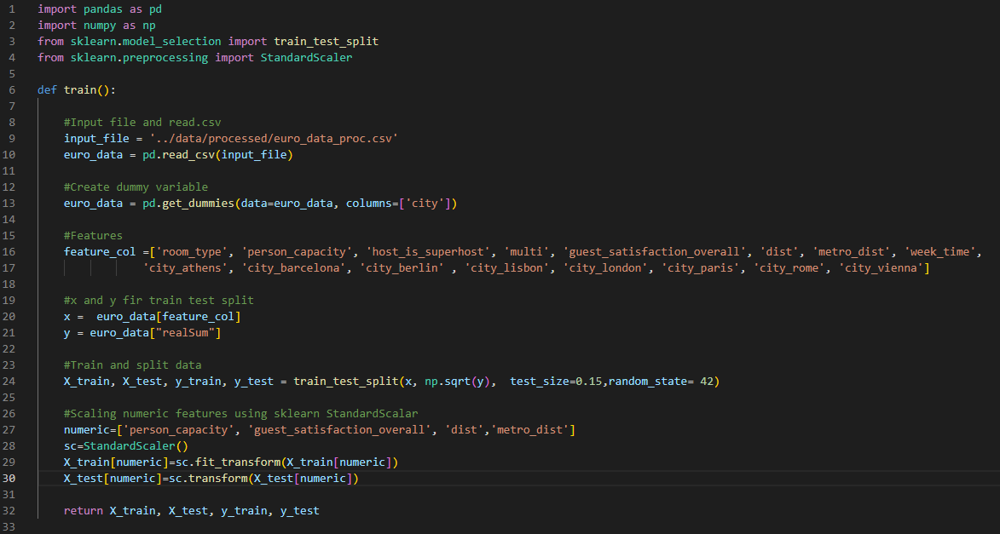 1 import pandas as pd
2 import numpy as np
3 from sklearn.model_selection import train_test_split
4 from sklearn.preprocessing import StandardScaler
5
6 def train():
7
8     #Input file and read.csv
9     input_file = '../data/processed/euro_data_proc.csv'
10     euro_data = pd.read_csv(input_file)
11
12     #Create dummy variable
13     euro_data = pd.get_dummies(data=euro_data, columns=['city'])
14
15     #Features
16     feature_col =['room_type', 'person_capacity', 'host_is_superhost', 'multi', 'guest_satisfaction_overall', 'dist', 'metro_dist', 'week_time',
17                 'city_athens', 'city_barcelona', 'city_berlin' , 'city_lisbon', 'city_london', 'city_paris', 'city_rome', 'city_vienna']
18
19     #x and y fir train test split
20     x =  euro_data[feature_col]
21     y = euro_data["realSum"]
22
23     #Train and split data
24     X_train, X_test, y_train, y_test = train_test_split(x, np.sqrt(y),  test_size=0.15,random_state= 42)
25
26     #Scaling numeric features using sklearn StandardScalar
27     numeric=['person_capacity', 'guest_satisfaction_overall', 'dist','metro_dist']
28     sc=StandardScaler()
29     X_train[numeric]=sc.fit_transform(X_train[numeric])
30     X_test[numeric]=sc.transform(X_test[numeric])
31
32     return X_train, X_test, y_train, y_test
33